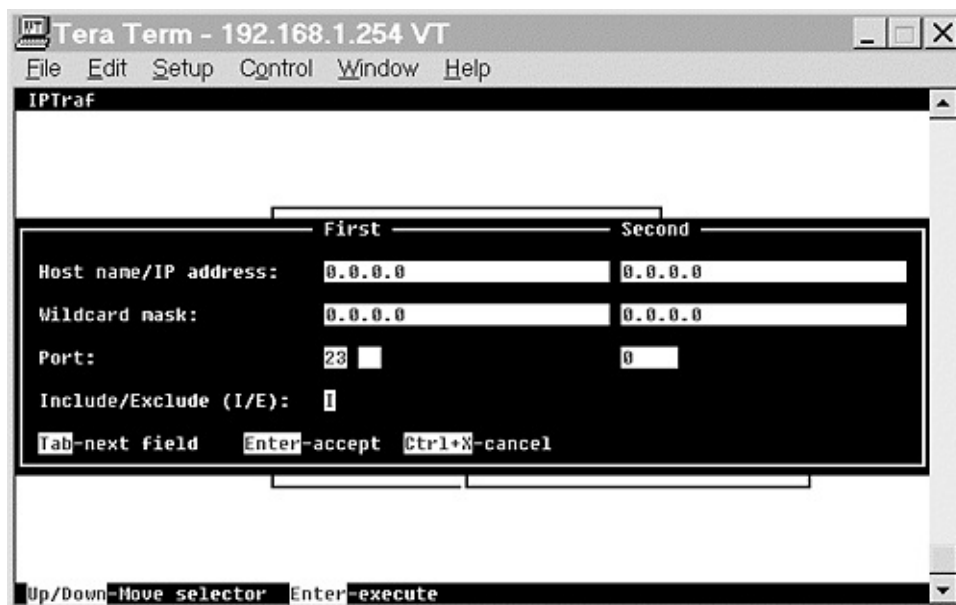 Tera Term - 192.168.1.254 VT
File Edit Setup Control Window Help
IPTraf
First Second
Host name/IP address: 0.0.0.0 0.0.0.0
Wildcard mask: 0.0.0.0 0.0.0.0
Port: 23 0
Include/Exclude (I/E): I
Tab-next field Enter-accept Ctrl+X-cancel
Up/Down-Move selector Enter-execute